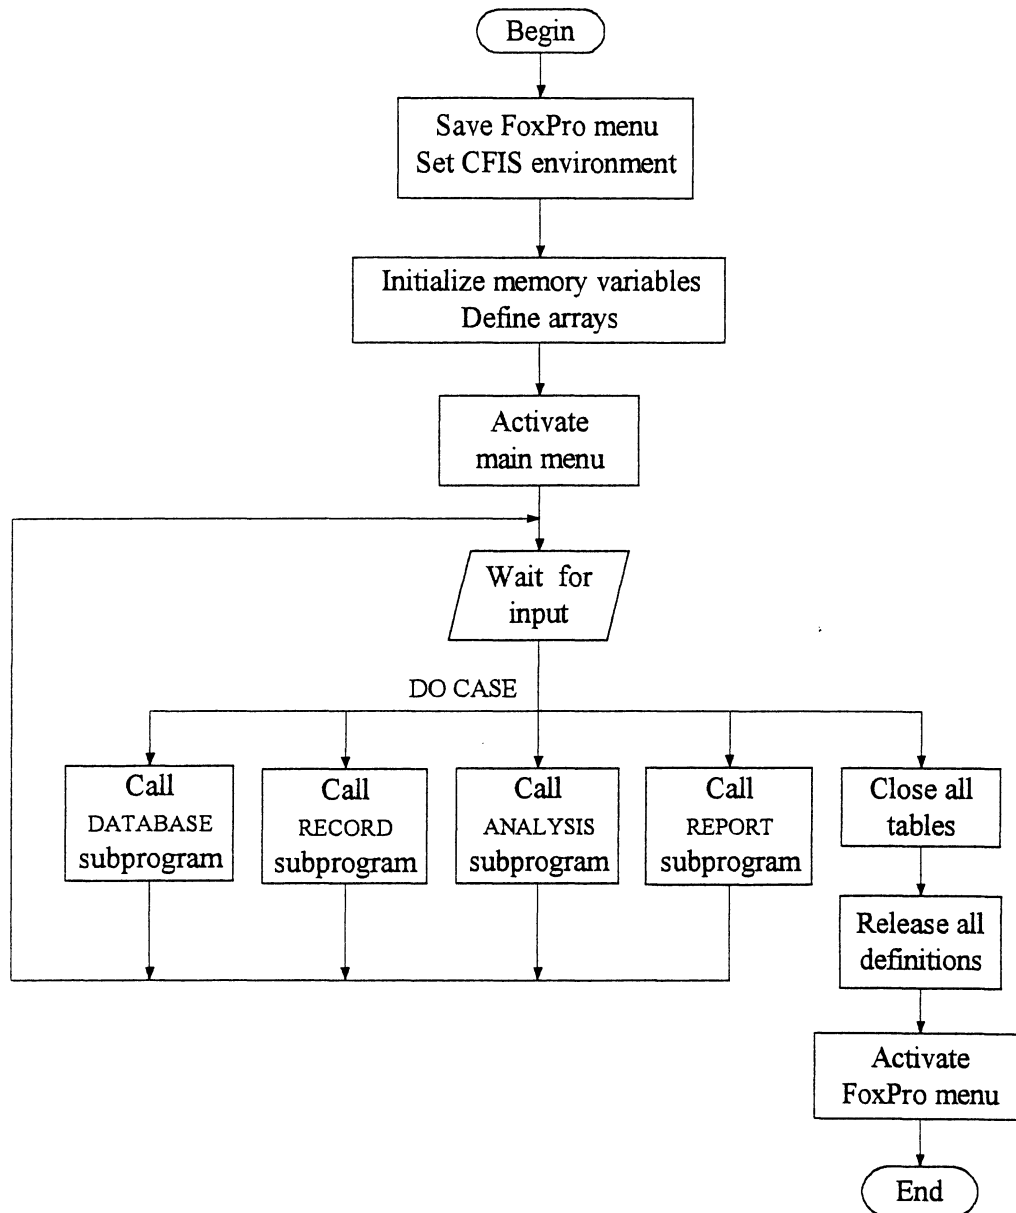 Begin
Save FoxPro menu
Set CFIS environment
Initialize memory variables
Define arrays
Activate
main menu
Wait for
input
DO CASE
Call
DATABASE
subprogram
Call
RECORD
subprogram
Call
ANALYSIS
subprogram
Call
REPORT
subprogram
Close all
tables
Release all
definitions
Activate
FoxPro menu
End